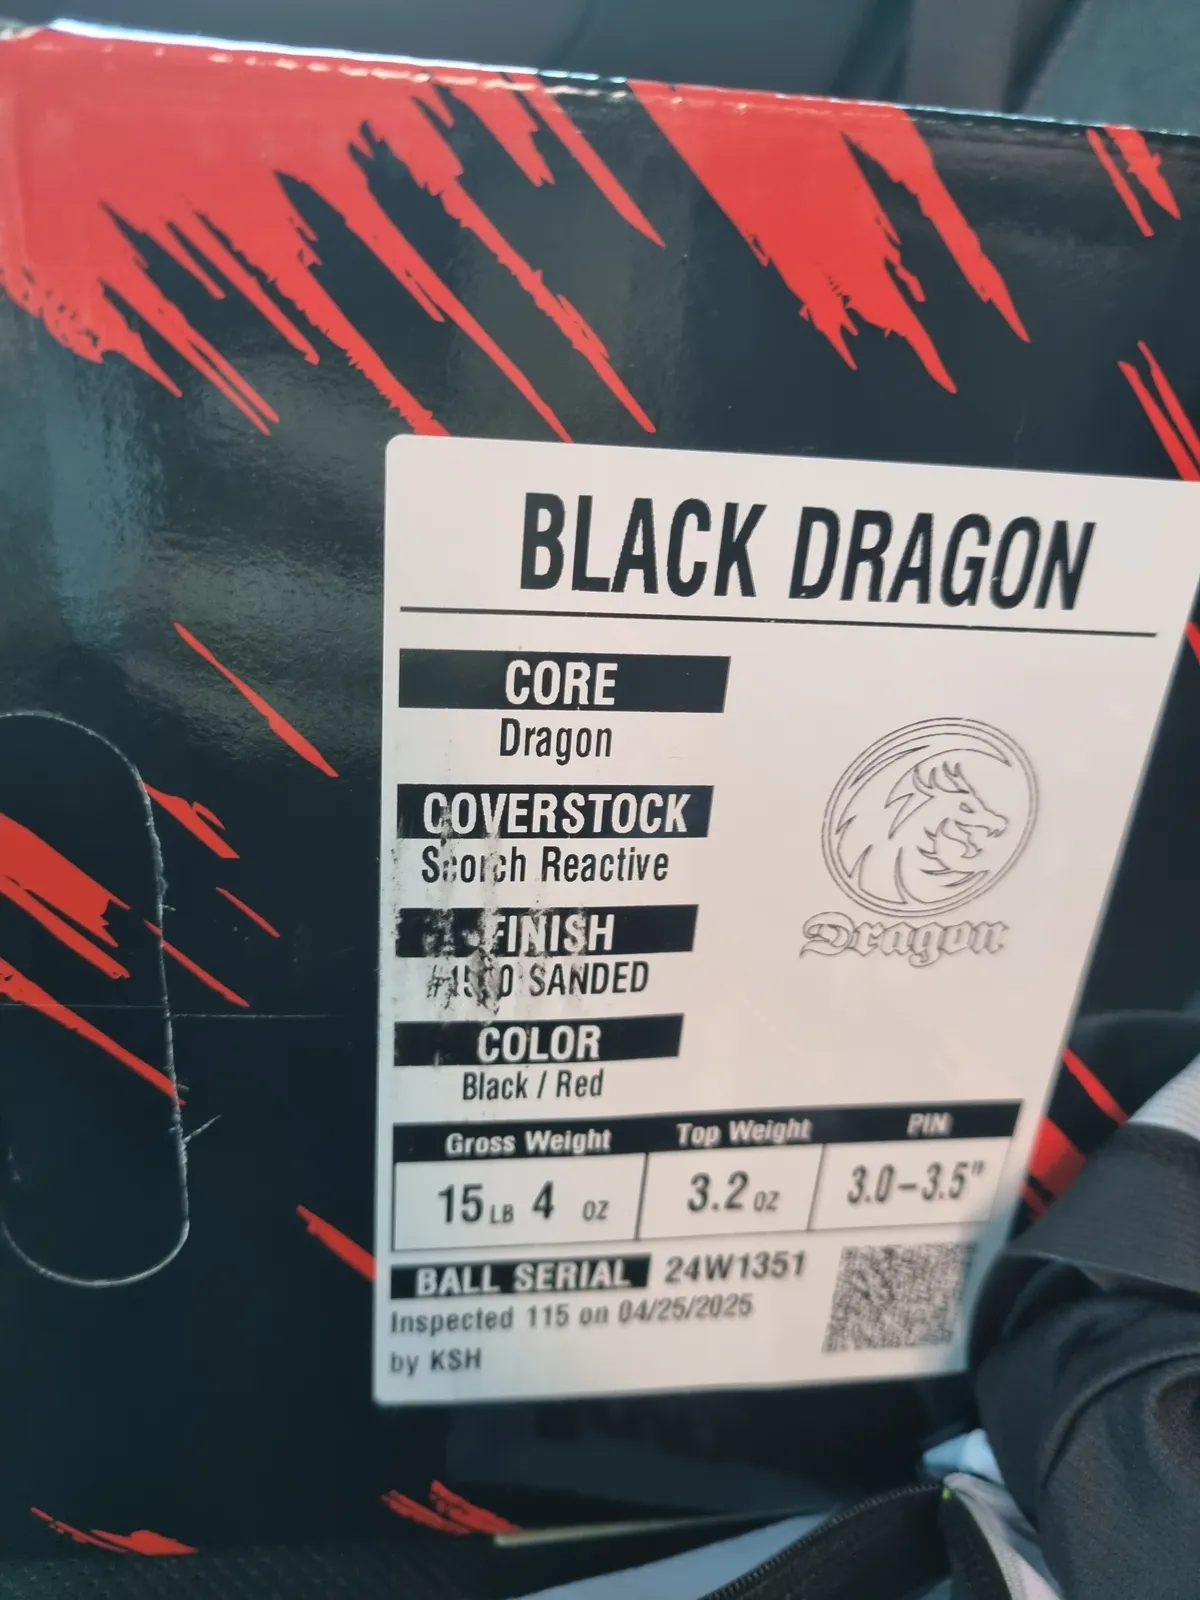 BLACK DRAGON
CORE
Dragon
COVERSTOCK
Scorch Reactive
FINISH
#1500 SANDED
COLOR
Black / Red
Dragon
Gross Weight Top Weight PIN
15 LB 4 OZ 3.2 OZ 3.0-3.5"
BALL SERIAL 24W1351
Inspected 115 on 04/25/2025
by KSH